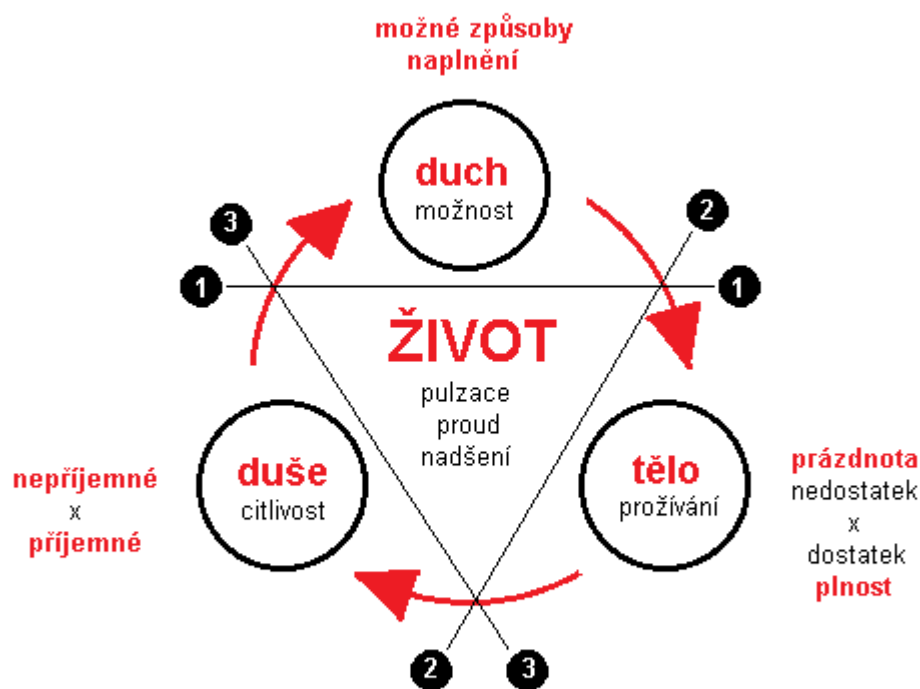 možné způsoby
naplnění
duch
možnost
3
2
1
1
ŽIVOT
pulzace
proud
nadšení
duše
citlivost
nepříjemné
x
příjemné
tělo
prožívání
prázdnota
nedostatek
x
dostatek
plnost
2
3